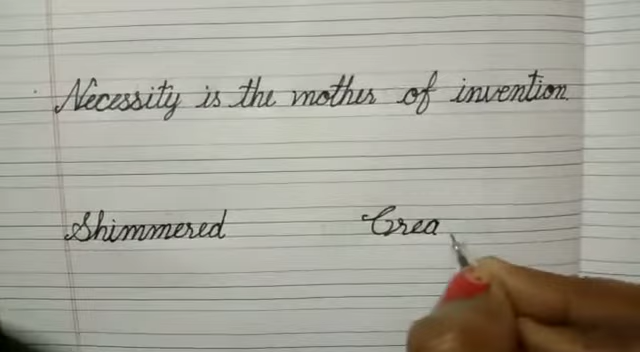 Necessity is the mother of invention.
Shimmered Crea